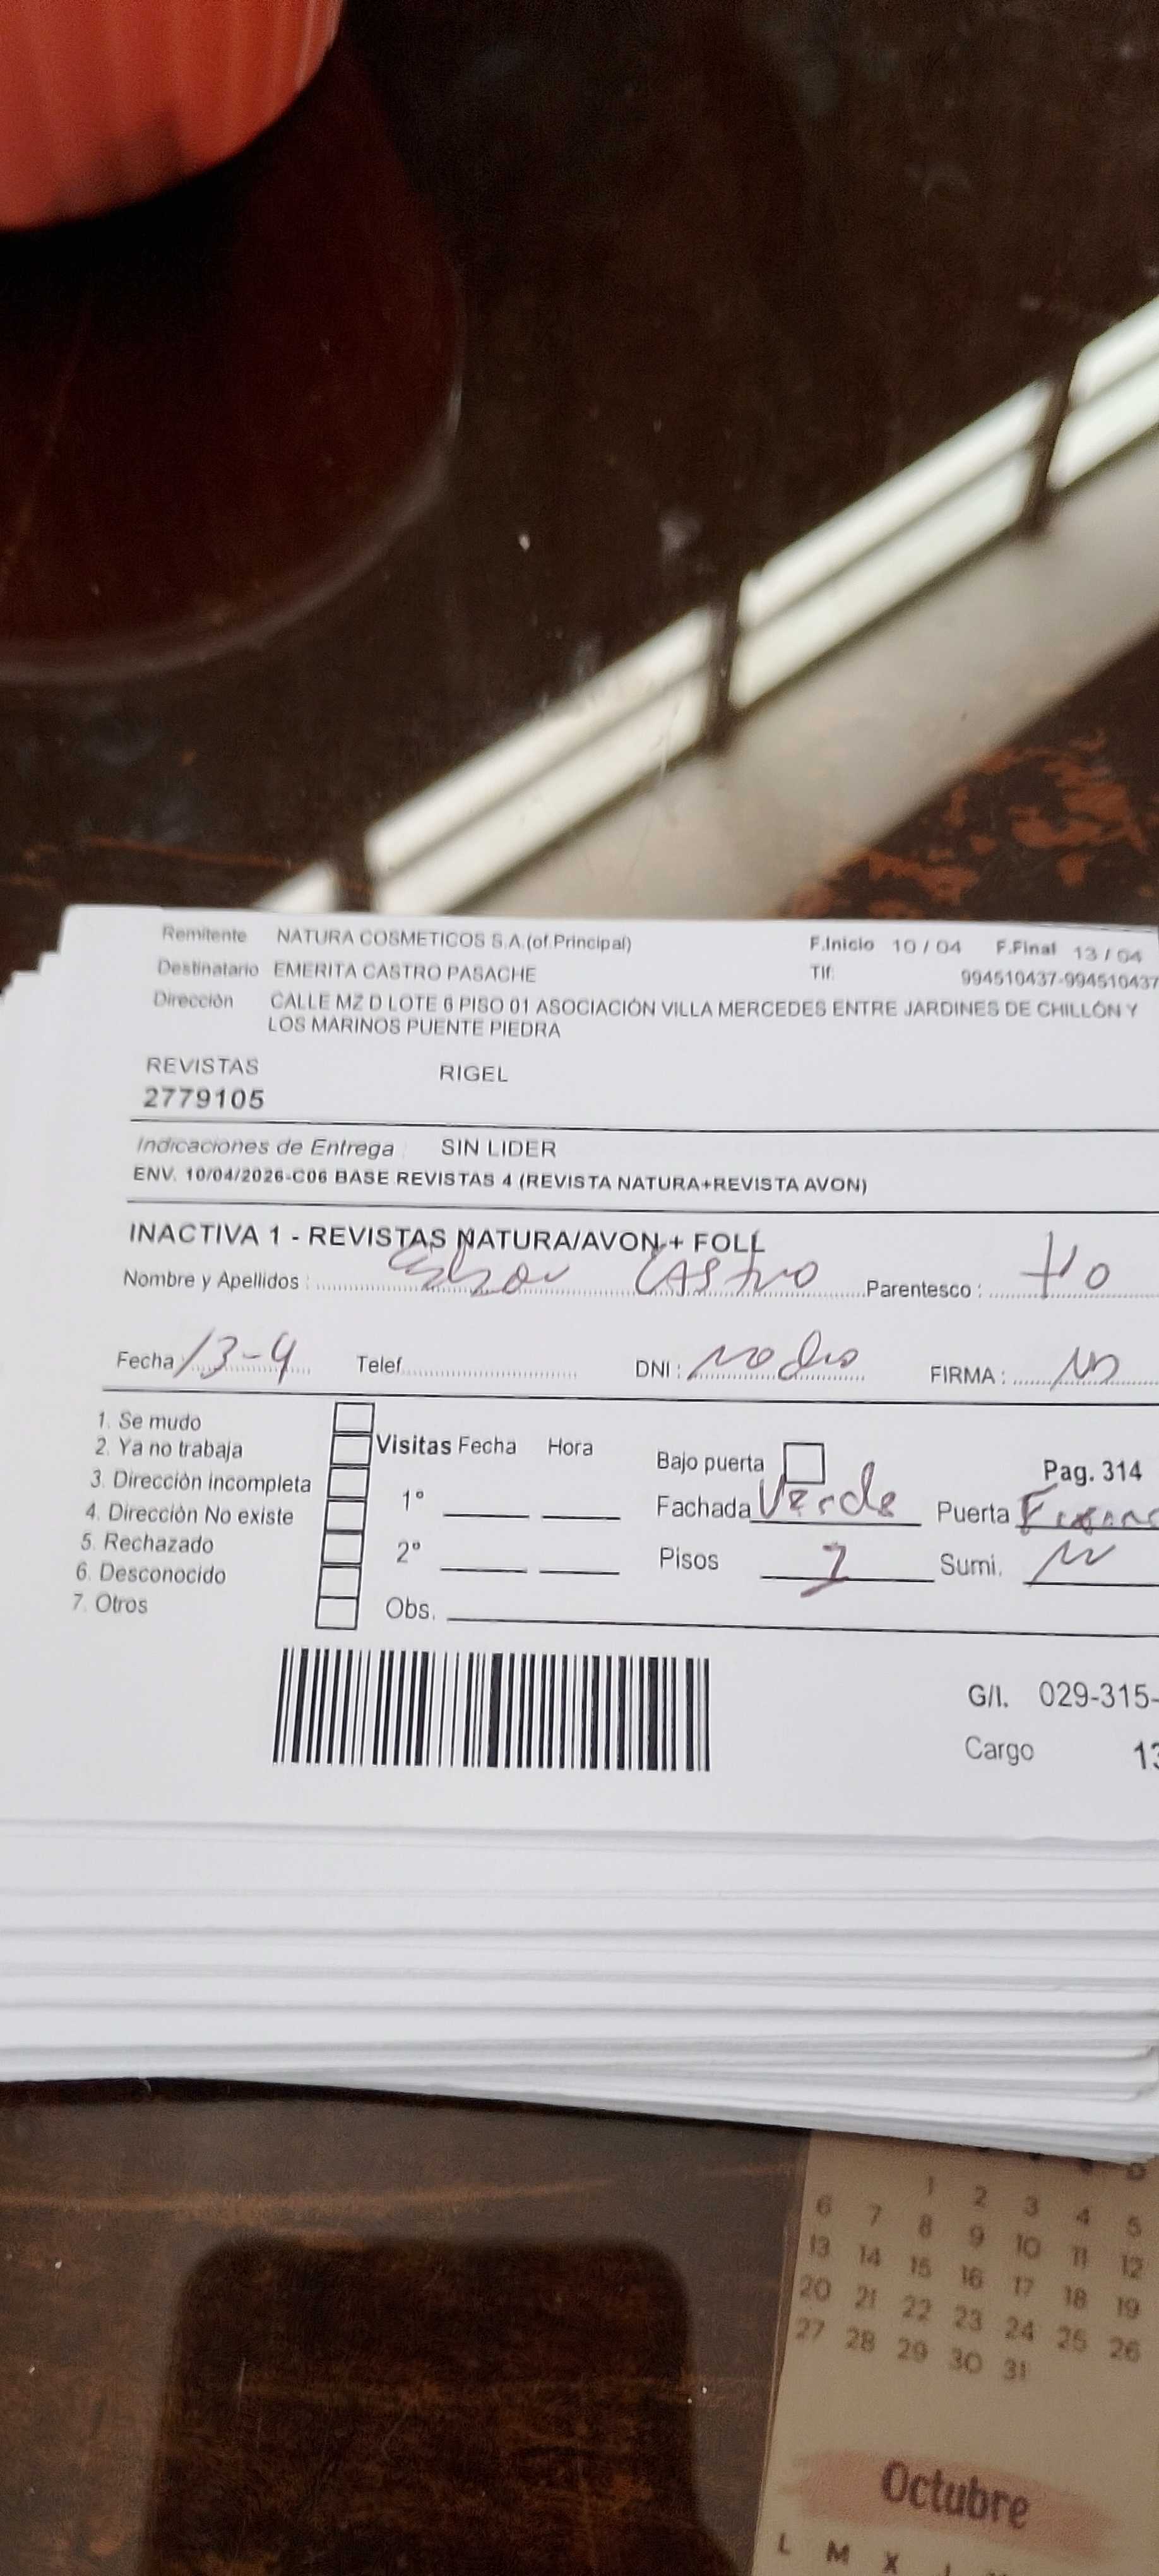 Remitente NATURA COSMETICOS S.A (of.Principal) F.Inicio 10 / 04 F.Final 13 / 04
Destinatario EMERITA CASTRO PASACHE Tlf: 994510437-994510437
Dirección CALLE MZ D LOTE 6 PISO 01 ASOCIACIÓN VILLA MERCEDES ENTRE JARDINES DE CHILLÓN Y
LOS MARINOS PUENTE PIEDRA
REVISTAS RIGEL
2779105
Indicaciones de Entrega : SIN LIDER
ENV. 10/04/2026-C06 BASE REVISTAS 4 (REVISTA NATURA+REVISTA AVON)
INACTIVA 1 - REVISTAS NATURA/AVON + FOLL
Nombre y Apellidos : Castro Parentesco :
Fecha : 13-4 Telef. DNI : no dio FIRMA :
1. Se mudo
2. Ya no trabaja Visitas Fecha Hora Bajo puerta Pag. 314
3. Dirección incompleta 1° Fachada Verde Puerta
4. Dirección No existe
5. Rechazado 2° Pisos 1 Sumi.
6. Desconocido
7. Otros Obs.
G/I. 029-315-
Cargo 13
1 2 3 4 5
6 7 8 9 10 11 12
13 14 15 16 17 18 19
20 21 22 23 24 25 26
27 28 29 30 31
Octubre
L M X J